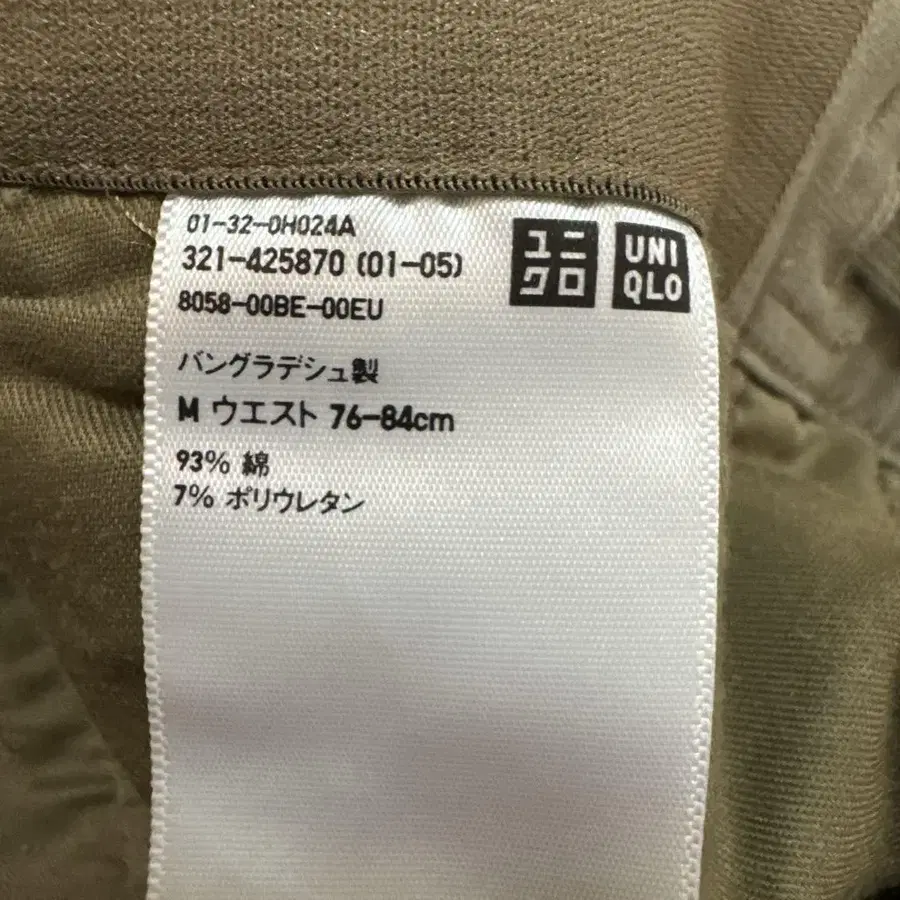 01-32-0H024A
321-425870 (01-05)
8058-00BE-00EU
ユニ
クロ
UNI
QLO
バングラデシュ製
M ウエスト 76-84cm
93% 綿
7% ポリウレタン